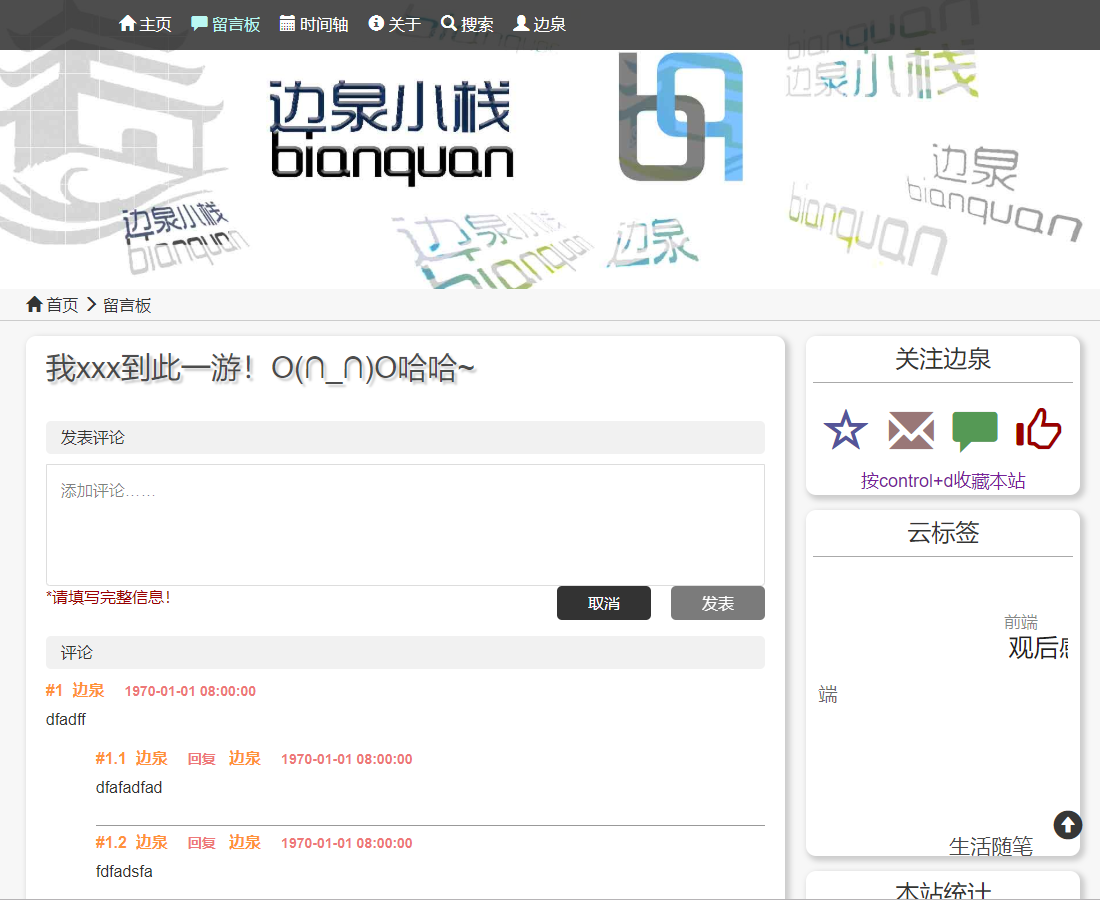 主页 留言板 时间轴 关于 搜索 边泉
边泉小栈
bianquan
bq
边泉小栈
bianquan
边泉小栈
bianquan
边泉小栈
bianquan
边泉
边泉
bianquan
bianquan
首页 留言板
我xxx到此一游！O(∩_∩)O哈哈~
发表评论
添加评论……
*请填写完整信息！
取消 发表
评论
#1 边泉 1970-01-01 08:00:00
dfadff
#1.1 边泉 回复 边泉 1970-01-01 08:00:00
dfafadfad
#1.2 边泉 回复 边泉 1970-01-01 08:00:00
fdfadsfa
关注边泉
按control+d收藏本站
云标签
前端
观后感
端
生活随笔
本站统计